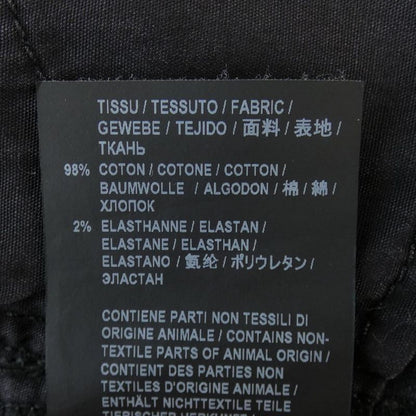 TISSU / TESSUTO / FABRIC /
GEWEBE / TEJIDO / 面料 / 表地 /
ТКАНЬ
98% COTON / COTONE / COTTON /
BAUMWOLLE / ALGODON / 棉 / 綿 /
ХЛОПОК
2% ELASTHANNE / ELASTAN /
ELASTANE / ELASTHAN /
ELASTANO / 氨纶 / ポリウレタン /
ЭЛАСТАН
CONTIENE PARTI NON TESSILI DI
ORIGINE ANIMALE / CONTAINS NON-
TEXTILE PARTS OF ANIMAL ORIGIN /
CONTIENT DES PARTIES NON
TEXTILES D'ORIGINE ANIMALE /
ENTHÄLT NICHTTEXTILE TEILE
TIERISCHER